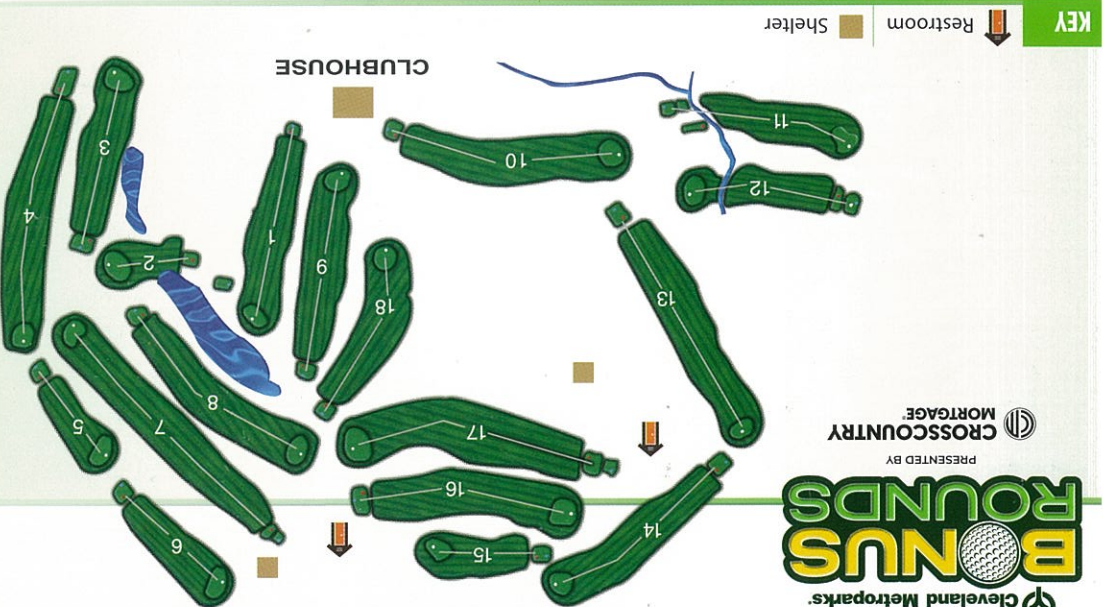 Cleveland Metroparks®
BONUS
ROUNDS
PRESENTED BY
CROSSCOUNTRY
MORTGAGE®
15
6
14
16
17
7
5
8
18
13
9
2
1
4
12
10
3
11
CLUBHOUSE
KEY
Restroom
Shelter